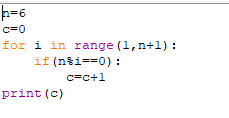 n=6
c=0
for i in range(1,n+1):
    if(n%i==0):
        c=c+1
print(c)